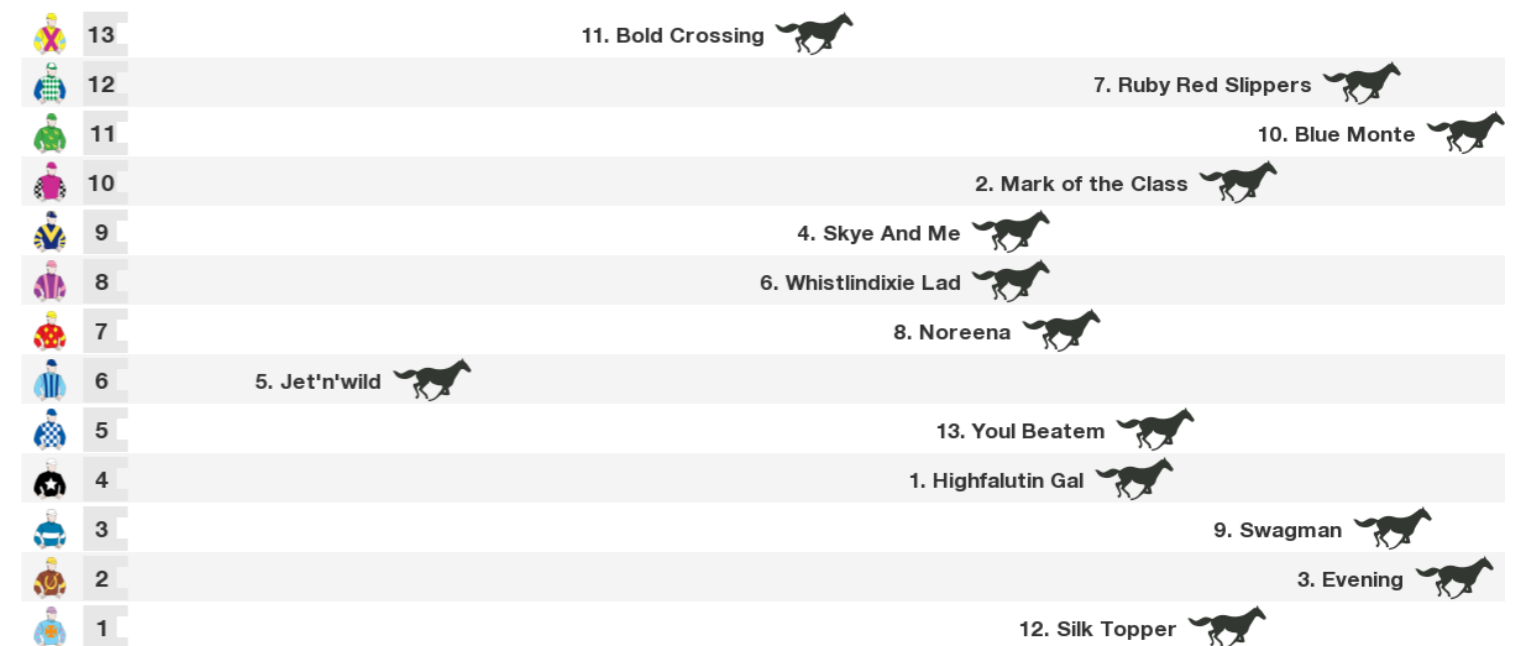 13 11. Bold Crossing
12 7. Ruby Red Slippers
11 10. Blue Monte
10 2. Mark of the Class
9 4. Skye And Me
8 6. Whistlindixie Lad
7 8. Noreena
6 5. Jet'n'wild
5 13. Youl Beatem
4 1. Highfalutin Gal
3 9. Swagman
2 3. Evening
1 12. Silk Topper